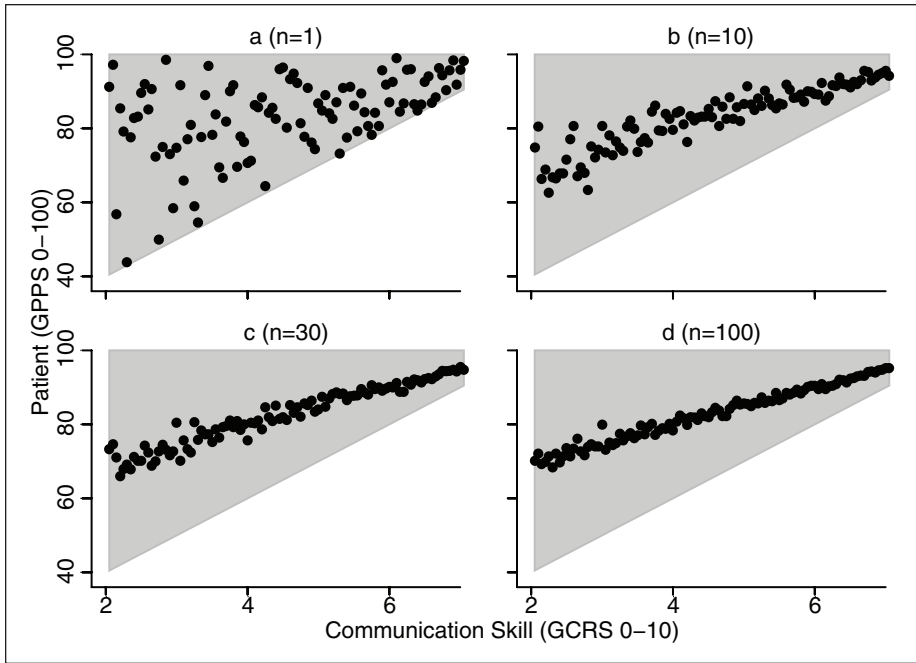 a (n=1)
b (n=10)
100
80
60
40
c (n=30)
d (n=100)
100
80
60
40
Patient (GPPS 0−100)
2 4 6
2 4 6
Communication Skill (GCRS 0−10)